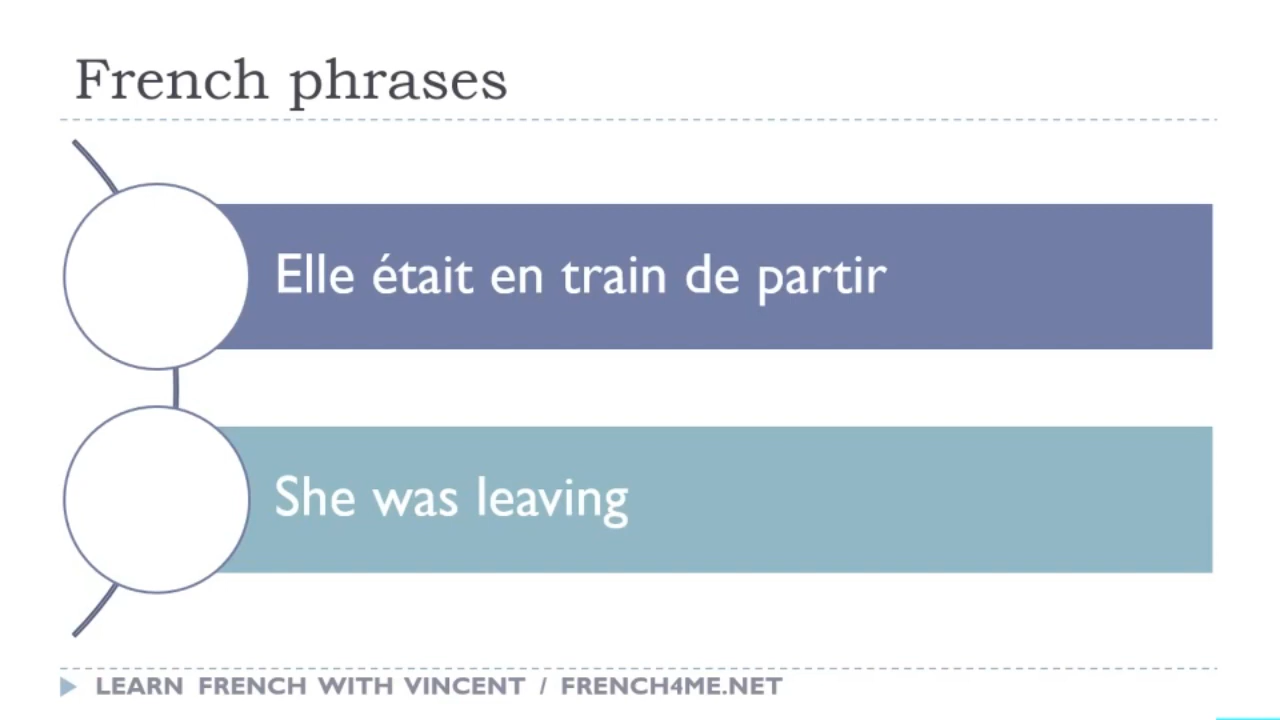 French phrases
Elle était en train de partir
She was leaving
LEARN FRENCH WITH VINCENT / FRENCH4ME.NET